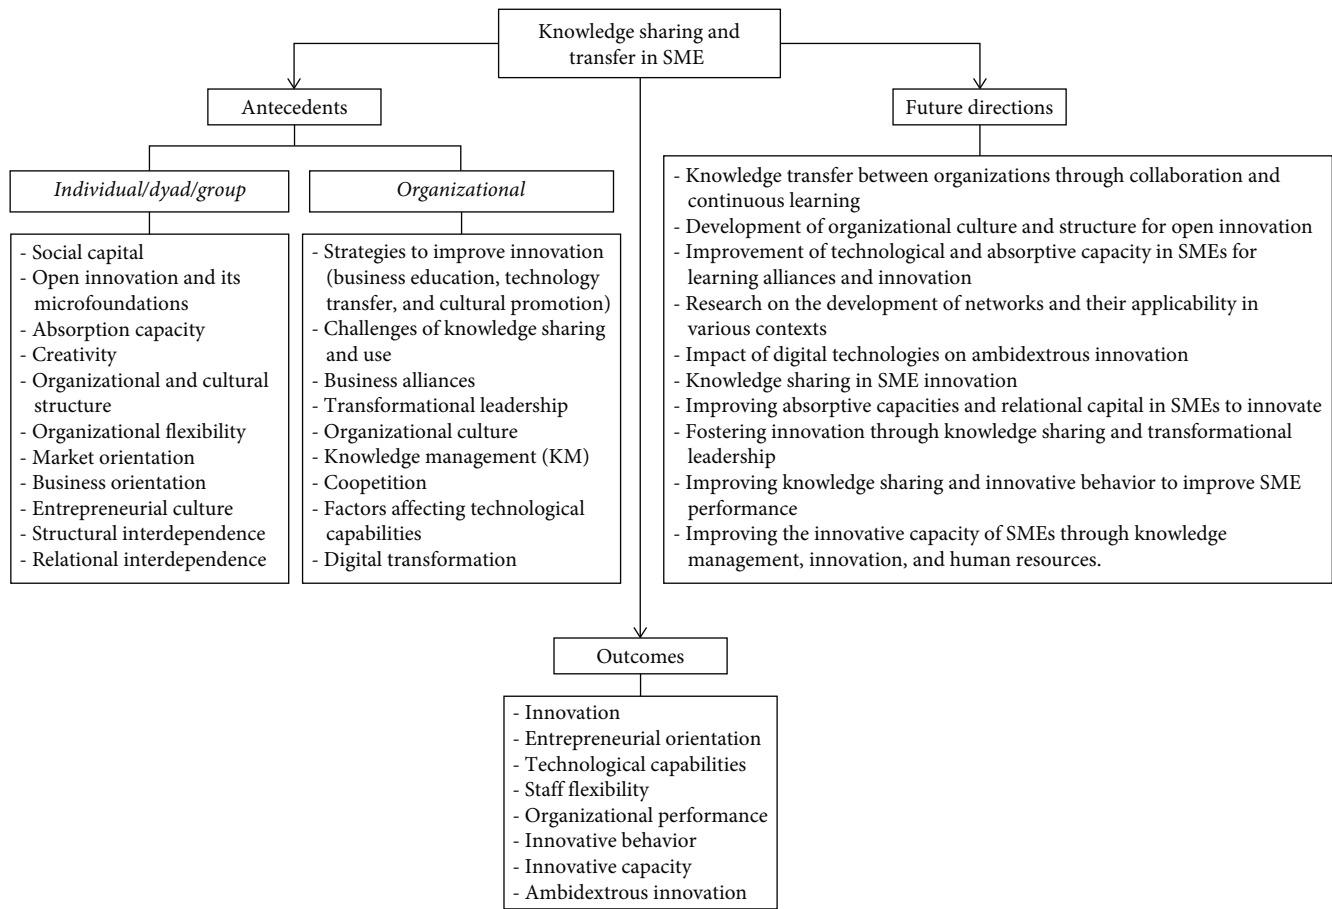 Knowledge sharing and
transfer in SME
Antecedents
Individual/dyad/group
- Social capital
- Open innovation and its
microfoundations
- Absorption capacity
- Creativity
- Organizational and cultural
structure
- Organizational flexibility
- Market orientation
- Business orientation
- Entrepreneurial culture
- Structural interdependence
- Relational interdependence
Organizational
- Strategies to improve innovation
(business education, technology
transfer, and cultural promotion)
- Challenges of knowledge sharing
and use
- Business alliances
- Transformational leadership
- Organizational culture
- Knowledge management (KM)
- Coopetition
- Factors affecting technological
capabilities
- Digital transformation
Future directions
- Knowledge transfer between organizations through collaboration and
continuous learning
- Development of organizational culture and structure for open innovation
- Improvement of technological and absorptive capacity in SMEs for
learning alliances and innovation
- Research on the development of networks and their applicability in
various contexts
- Impact of digital technologies on ambidextrous innovation
- Knowledge sharing in SME innovation
- Improving absorptive capacities and relational capital in SMEs to innovate
- Fostering innovation through knowledge sharing and transformational
leadership
- Improving knowledge sharing and innovative behavior to improve SME
performance
- Improving the innovative capacity of SMEs through knowledge
management, innovation, and human resources.
Outcomes
- Innovation
- Entrepreneurial orientation
- Technological capabilities
- Staff flexibility
- Organizational performance
- Innovative behavior
- Innovative capacity
- Ambidextrous innovation